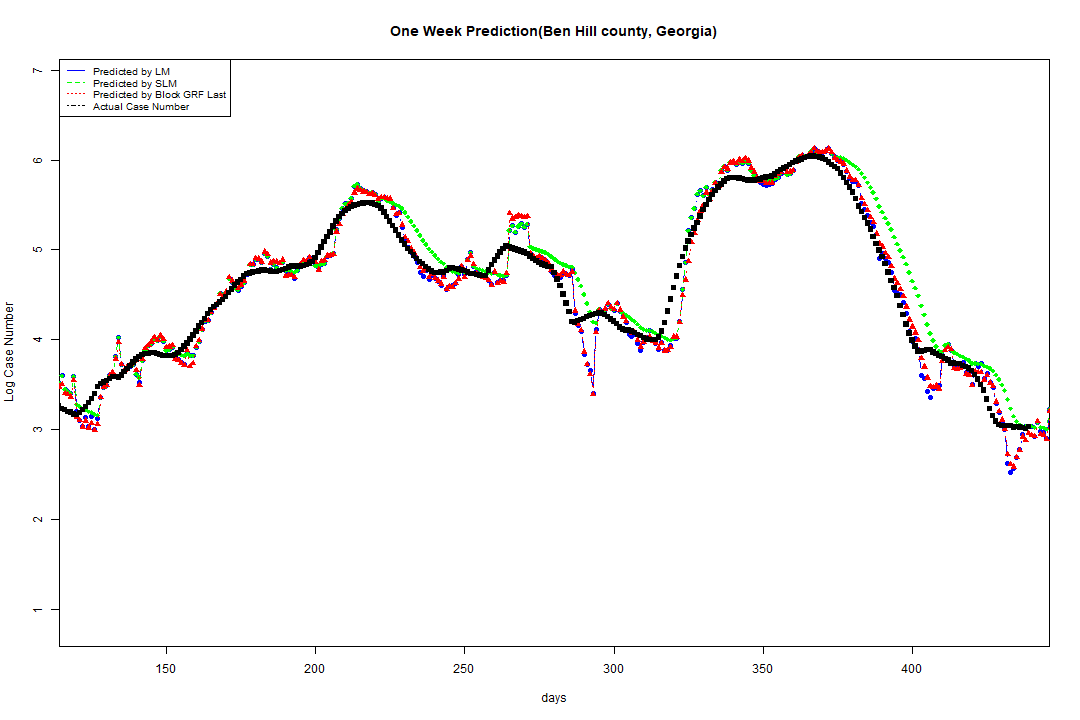 One Week Prediction(Ben Hill county, Georgia)
Predicted by LM
Predicted by SLM
Predicted by Block GRF Last
Actual Case Number
7
6
5
4
3
2
1
Log Case Number
150 200 250 300 350 400
days